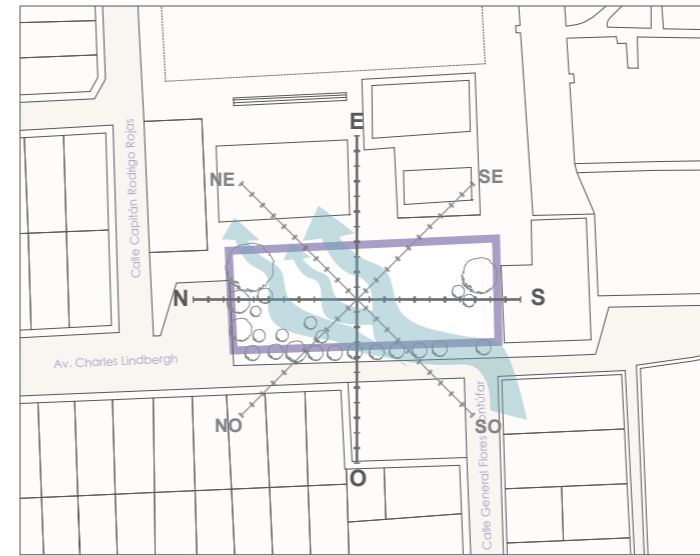 E
NE
SE
Calle Capitán Rodrigo Rojas
N
S
Av. Charles Lindbergh
NO
SO
Calle General Flores Montúfar
O